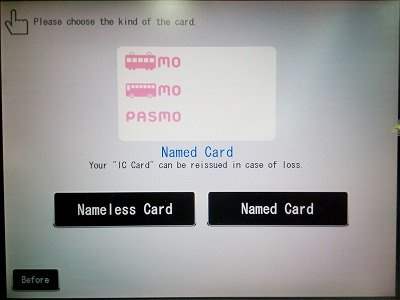 Please choose the kind of the card.
MO
MO
PASMO
Named Card
Your "IC Card" can be reissued in case of loss.
Nameless Card
Named Card
Before